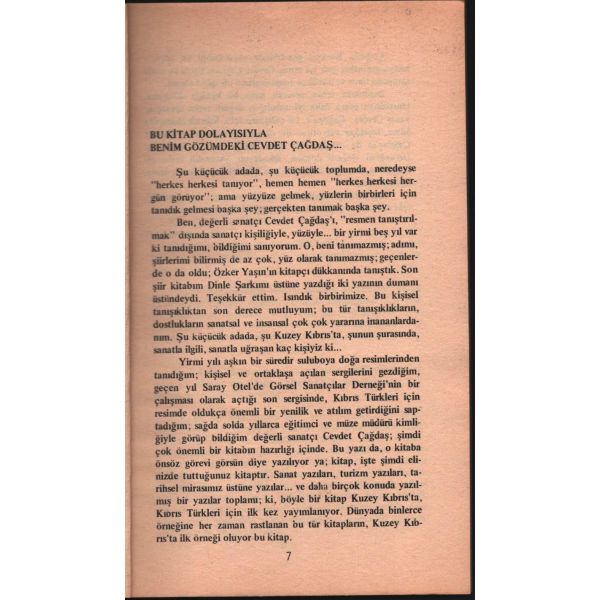 BU KİTAP DOLAYISIYLA
BENİM GÖZÜMDEKİ CEVDET ÇAĞDAŞ...
Şu küçücük adada, şu küçücük toplumda, neredeyse
"herkes herkesi tanıyor", hemen hemen "herkes herkesi her-
gün görüyor"; ama yüzyüze gelmek, yüzlerin birbirleri için
tanıdık gelmesi başka şey; gerçekten tanımak başka şey.
Ben, değerli sanatçı Cevdet Çağdaş'ı, "resmen tanıştırıl-
mak" dışında sanatçı kişiliğiyle, yüzüyle... bir yirmi beş yıl var
ki tanıdığımı, bildiğimi sanıyorum. O, beni tanımazmış; adımı,
şiirlerimi bilirmiş de az çok, yüz olarak tanımazmış; geçenler-
de o da oldu; Özker Yaşın'ın kitapçı dükkanında tanıştık. Son
şiir kitabım Dinle Şarkımı üstüne yazdığı iki yazının dumanı
üstündeydi. Teşekkür ettim. Isındık birbirimize. Bu kişisel
tanışıklıktan son derece mutluyum; bu tür tanışıklıkların,
dostlukların sanatsal ve insansal çok çok yararına inananlarda-
nım. Şu küçücük adada, şu Kuzey Kıbrıs'ta, şunun şurasında,
sanatla ilgili, sanatla uğraşan kaç kişiyiz ki...
Yirmi yılı aşkın bir süredir suluboya doğa resimlerinden
tanıdığım; kişisel ve ortaklaşa açılan sergilerini gezdiğim,
geçen yıl Saray Otel'de Görsel Sanatçılar Derneği'nin bir
çalışması olarak açtığı son sergisinde, Kıbrıs Türkleri için
resimde oldukça önemli bir yenilik ve atılım getirdiğini sap-
tadığım; sağda solda yıllarca eğitimci ve müze müdürü kimli-
ğiyle görüp bildiğim değerli sanatçı Cevdet Çağdaş; şimdi
çok önemli bir kitabın hazırlığı içinde. Bu yazı da, o kitaba
önsöz görevi görsün diye yazılıyor ya; kitap, işte şimdi eli-
nizde tuttuğunuz kitaptır. Sanat yazıları, turizm yazıları, ta-
rihsel mirasımız üstüne yazılar... ve daha birçok konuda yazıl-
mış bir yazılar toplamı; ki, böyle bir kitap Kuzey Kıbrıs'ta,
Kıbrıs Türkleri için ilk kez yayımlanıyor. Dünyada binlerce
örneğine her zaman rastlanan bu tür kitapların, Kuzey Kıb-
rıs'ta ilk örneği oluyor bu kitap.
7